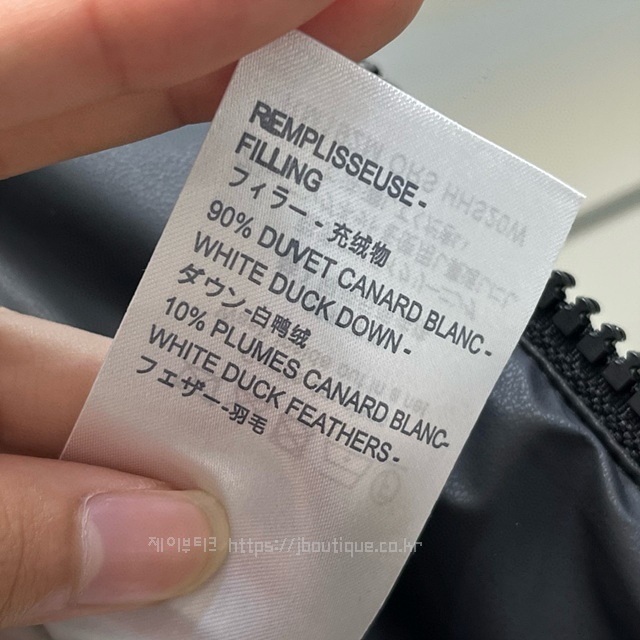 REMPLISSEUSE -
FILLING
フィラー - 充绒物
90% DUVET CANARD BLANC -
WHITE DUCK DOWN -
ダウン-白鸭绒
10% PLUMES CANARD BLANC-
WHITE DUCK FEATHERS -
フェザー-羽毛
제이부티크 https://jboutique.co.kr